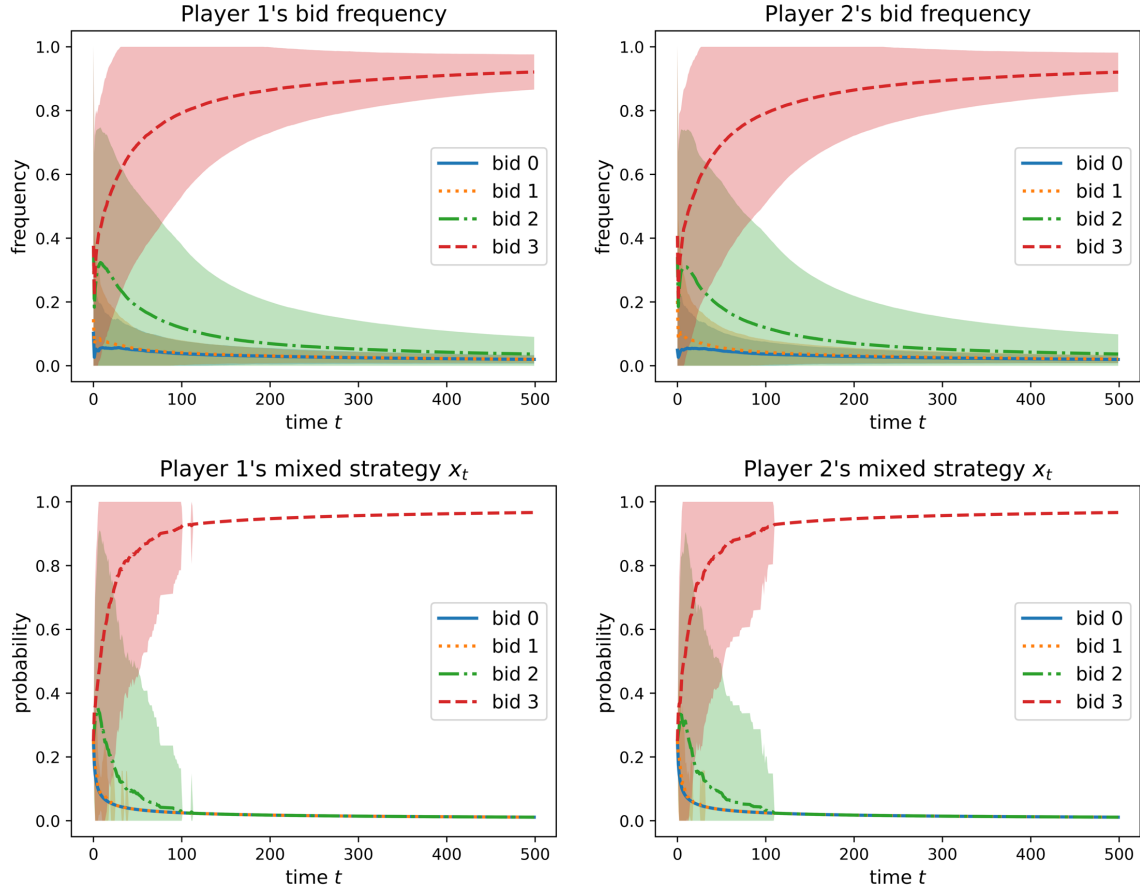 Player 1's bid frequency
frequency
1.0
0.8
0.6
0.4
0.2
0.0
bid 0
bid 1
bid 2
bid 3
0 100 200 300 400 500
time t
Player 2's bid frequency
frequency
1.0
0.8
0.6
0.4
0.2
0.0
bid 0
bid 1
bid 2
bid 3
0 100 200 300 400 500
time t
Player 1's mixed strategy x_t
probability
1.0
0.8
0.6
0.4
0.2
0.0
bid 0
bid 1
bid 2
bid 3
0 100 200 300 400 500
time t
Player 2's mixed strategy x_t
probability
1.0
0.8
0.6
0.4
0.2
0.0
bid 0
bid 1
bid 2
bid 3
0 100 200 300 400 500
time t